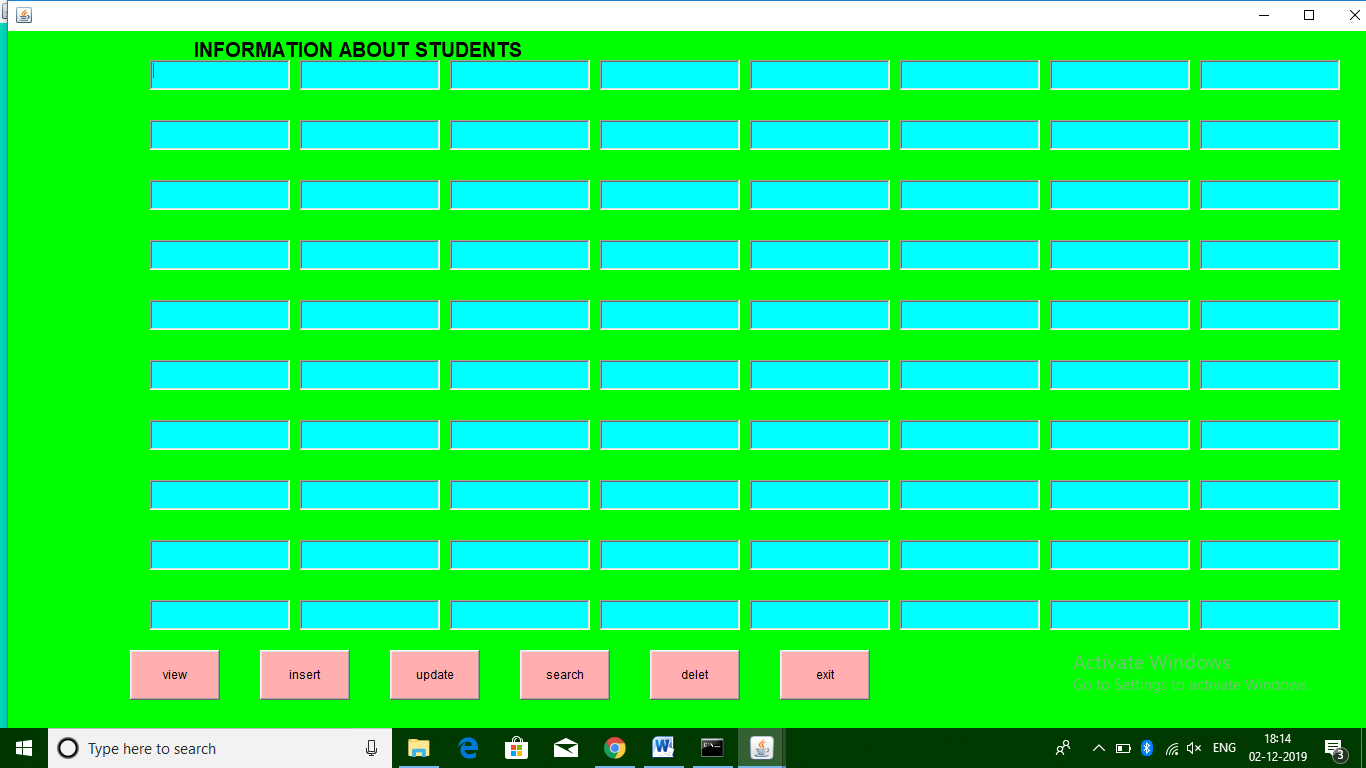 INFORMATION ABOUT STUDENTS
view insert update search delet exit
Activate Windows
Go to Settings to activate Windows.
Type here to search
ENG
18:14
02-12-2019
3